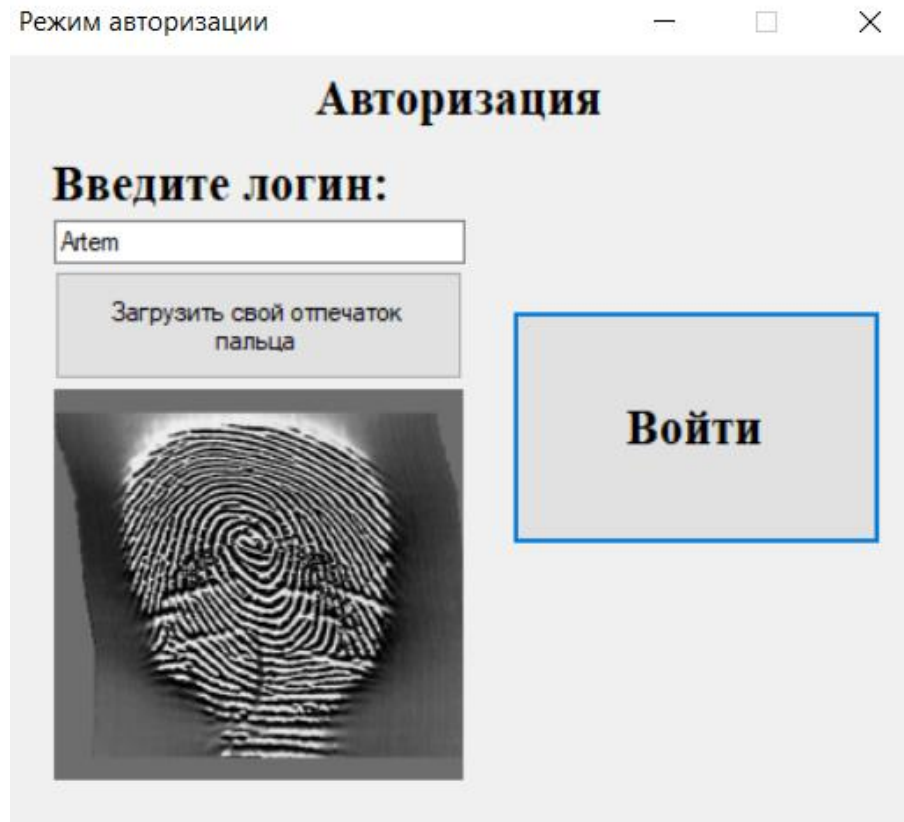 Режим авторизации
Авторизация
Введите логин:
Artem
Загрузить свой отпечаток
пальца
Войти